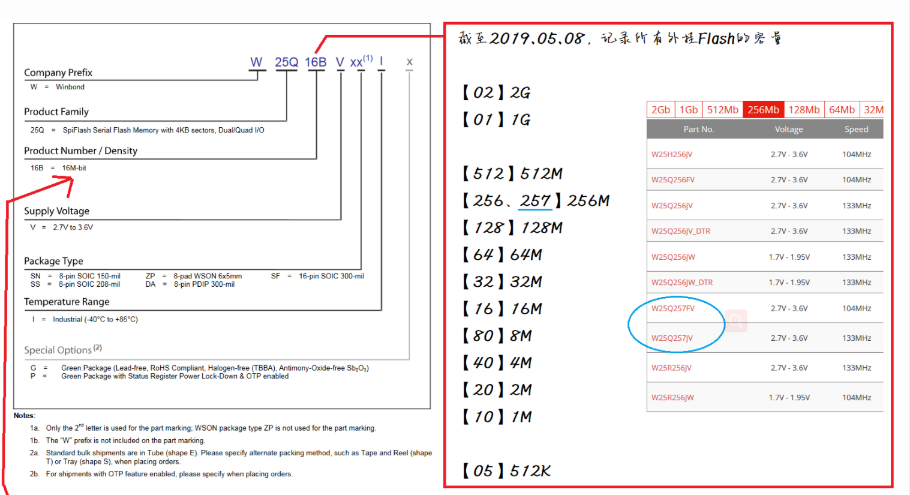 W 25Q 16B V xx(1) I x
Company Prefix
W = Winbond
Product Family
25Q = SpiFlash Serial Flash Memory with 4KB sectors, Dual/Quad I/O
Product Number / Density
16B = 16M-bit
Supply Voltage
V = 2.7V to 3.6V
Package Type
SN = 8-pin SOIC 150-mil ZP = 8-pad WSON 6x5mm SF = 16-pin SOIC 300-mil
SS = 8-pin SOIC 208-mil DA = 8-pin PDIP 300-mil
Temperature Range
I = Industrial (-40°C to +85°C)
Special Options (2)
G = Green Package (Lead-free, RoHS Compliant, Halogen-free (TBBA), Antimony-Oxide-free Sb2O3)
P = Green Package with Status Register Power Lock-Down & OTP enabled
Notes:
1a. Only the 2nd letter is used for the part marking; WSON package type ZP is not used for the part marking.
1b. The "W" prefix is not included on the part marking.
2a. Standard bulk shipments are in Tube (shape E). Please specify alternate packing method, such as Tape and Reel (shape
T) or Tray (shape S), when placing orders.
2b. For shipments with OTP feature enabled, please specify when placing orders.
截至2019.05.08，记录所有外挂Flash的容量
【02】2G
【01】1G
【512】512M
【256、257】256M
【128】128M
【64】64M
【32】32M
【16】16M
【80】8M
【40】4M
【20】2M
【10】1M
【05】512K
2Gb 1Gb 512Mb 256Mb 128Mb 64Mb 32M
Part No. Voltage Speed
W25H256JV 2.7V - 3.6V 104MHz
W25Q256FV 2.7V - 3.6V 104MHz
W25Q256JV 2.7V - 3.6V 133MHz
W25Q256JV_DTR 2.7V - 3.6V 133MHz
W25Q256JW 1.7V - 1.95V 133MHz
W25Q256JW_DTR 1.7V - 1.95V 133MHz
W25Q257FV 2.7V - 3.6V 104MHz
W25Q257JV 2.7V - 3.6V 133MHz
W25R256JV 2.7V - 3.6V 133MHz
W25R256JW 1.7V - 1.95V 104MHz